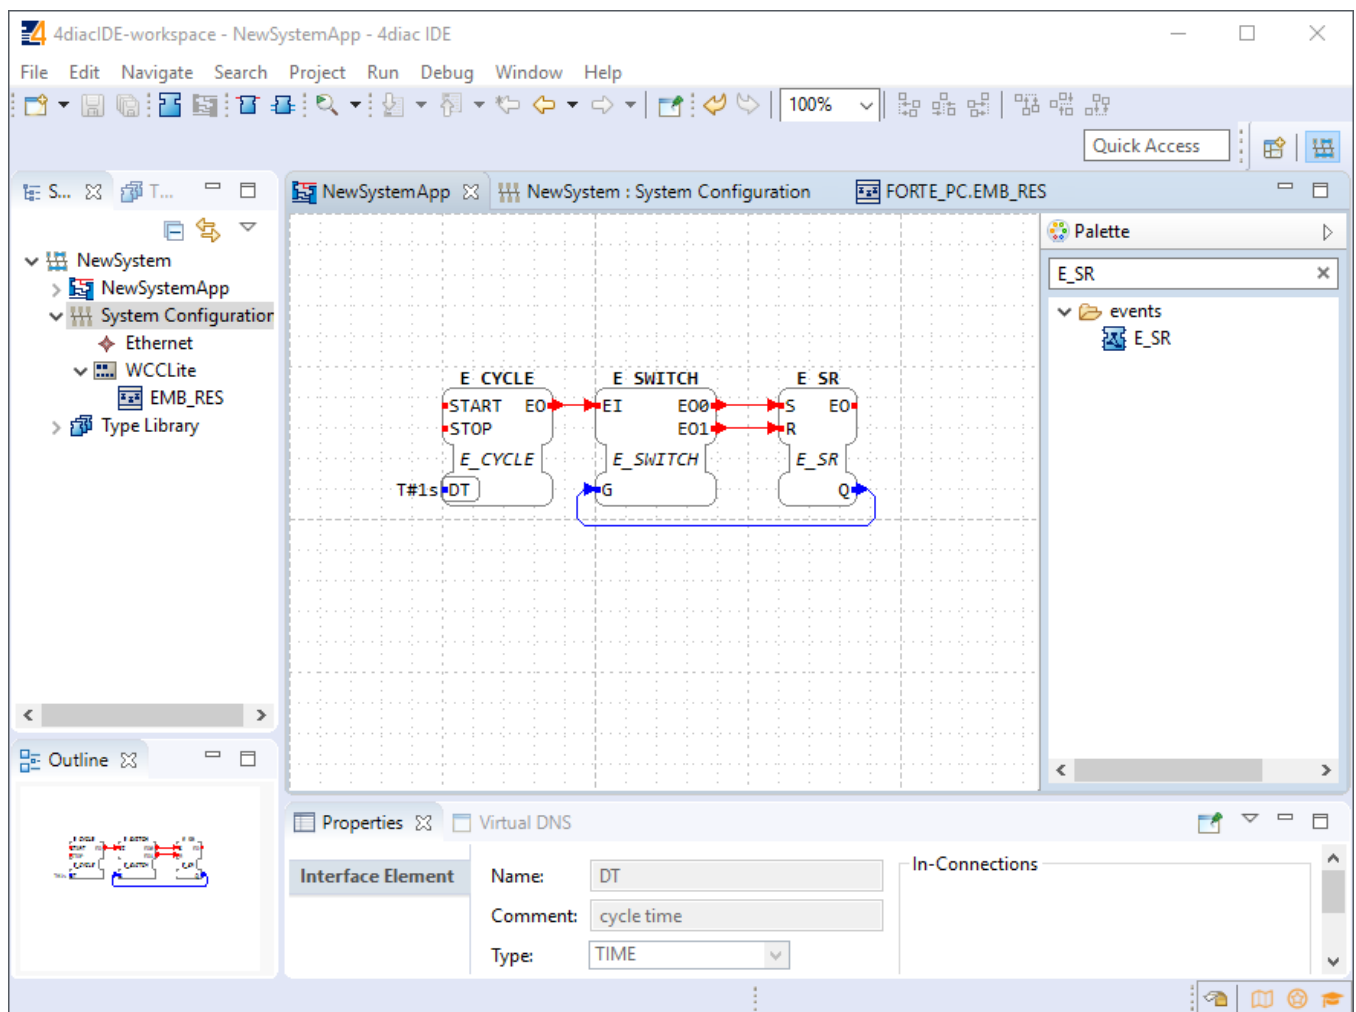 4diacIDE-workspace - NewSystemApp - 4diac IDE
File Edit Navigate Search Project Run Debug Window Help
100%
Quick Access
S... T...
NewSystemApp NewSystem : System Configuration FORTE_PC.EMB_RES
NewSystem
NewSystemApp
System Configuration
Ethernet
WCCLite
EMB_RES
Type Library
E_CYCLE E_SWITCH E_SR
START EO EI EO0 S EO
STOP EO1 R
E_CYCLE E_SWITCH E_SR
T#1s DT G Q
Palette
E_SR
events
E_SR
Outline
Properties Virtual DNS
Interface Element
Name: DT
Comment: cycle time
Type: TIME
In-Connections